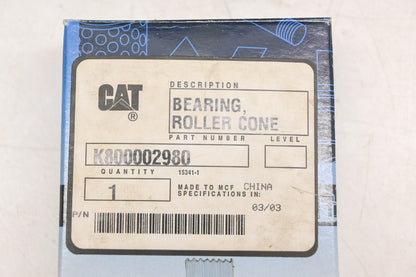 CAT
®
DESCRIPTION
BEARING,
ROLLER CONE
PART NUMBER LEVEL
K800002980
QUANTITY 15341-1
1
MADE TO MCF CHINA
SPECIFICATIONS IN:
03/03
P/N